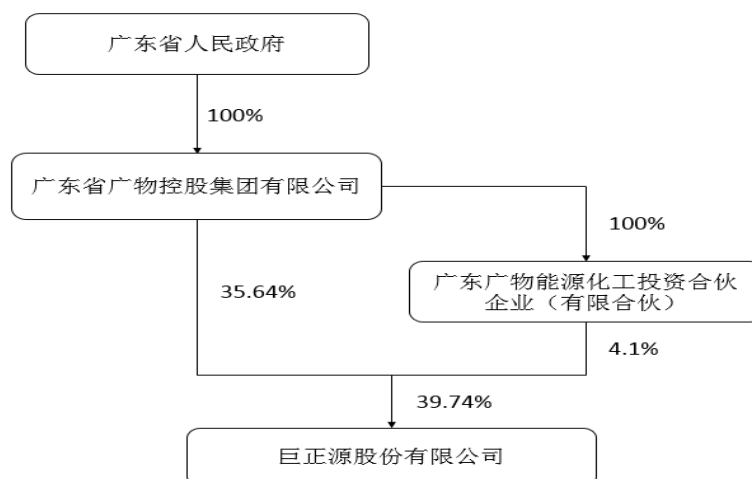 广东省人民政府
100%
广东省广物控股集团有限公司
100%
35.64%
广东广物能源化工投资合伙
企业（有限合伙）
4.1%
39.74%
巨正源股份有限公司